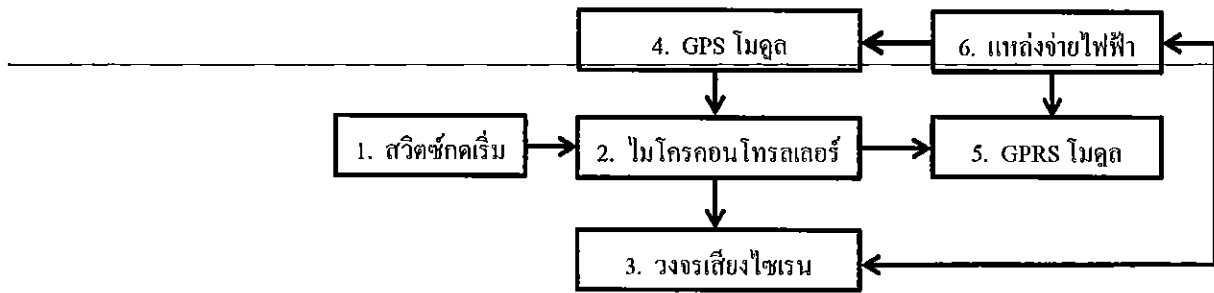 4. GPS โมดูล
6. แหล่งจ่ายไฟฟ้า
1. สวิตซ์กดเริ่ม
2. ไมโครคอนโทรลเลอร์
5. GPRS โมดูล
3. วงจรเสียงไซเรน